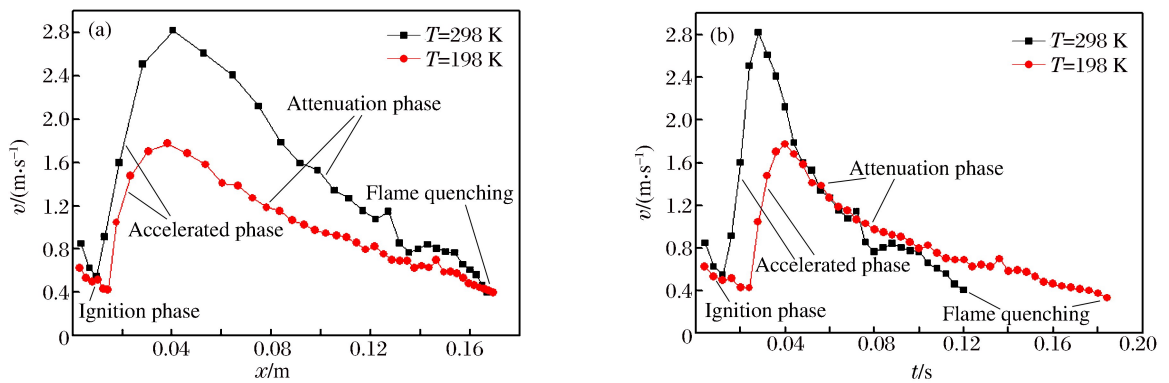 (a)
T=298 K
T=198 K
Attenuation phase
Flame quenching
Accelerated phase
Ignition phase
v/(m·s⁻¹)
2.8
2.4
2.0
1.6
1.2
0.8
0.4
0
0.04
0.08
0.12
0.16
x/m
(b)
T=298 K
T=198 K
Attenuation phase
Accelerated phase
Ignition phase
Flame quenching
v/(m·s⁻¹)
2.8
2.4
2.0
1.6
1.2
0.8
0.4
0
0.04
0.08
0.12
0.16
0.20
t/s